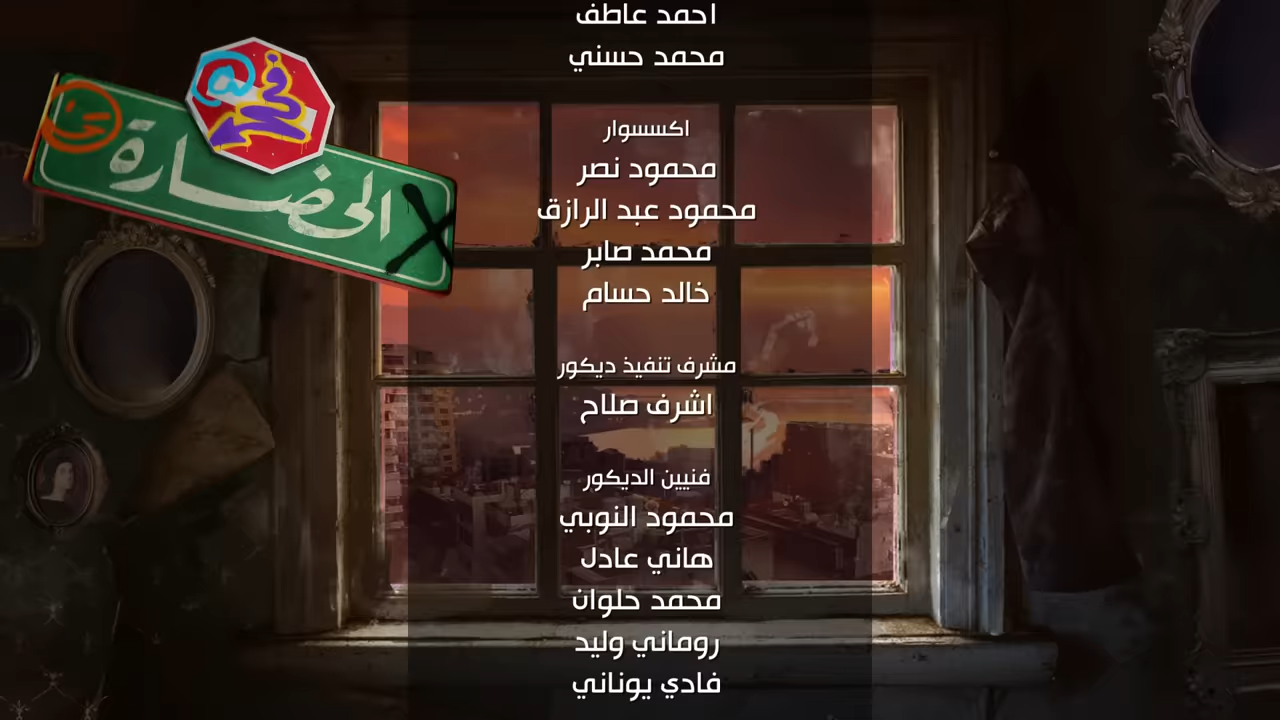 احمد عاطف
محمد حسني
في
الحضارة
اكسسوار
محمود نصر
محمود عبد الرازق
محمد صابر
خالد حسام
مشرف تنفيذ ديكور
اشرف صلاح
فنيين الديكور
محمود النوبي
هاني عادل
محمد حلوان
روماني وليد
فادي يوناني